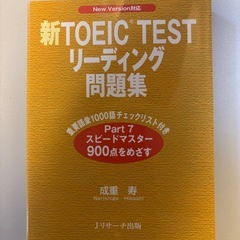 New Version対応
新TOEIC® TEST
リーディング
問題集
重要語彙1000語チェックリスト付き
Part 7
スピードマスター
900点をめざす
成重 寿
Narishige Hisashi
Jリサーチ出版